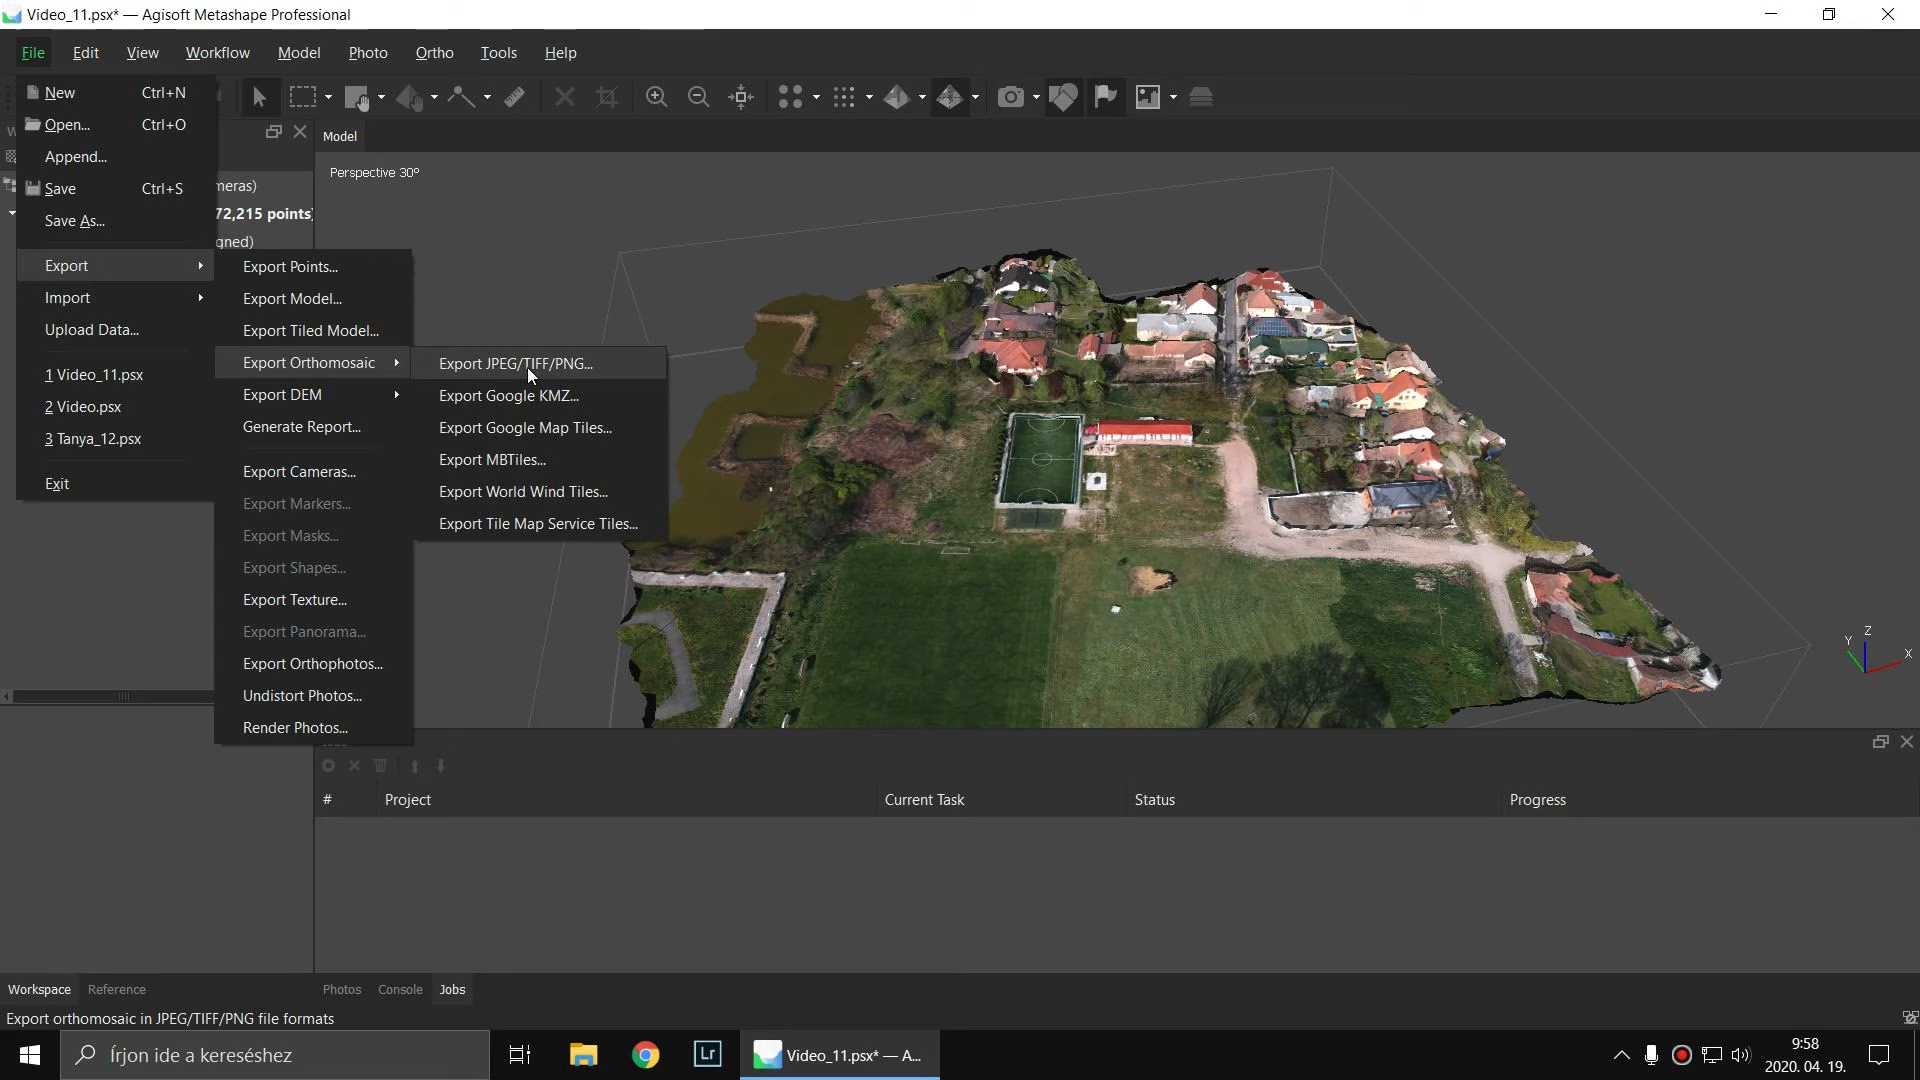 Video_11.psx* — Agisoft Metashape Professional
File Edit View Workflow Model Photo Ortho Tools Help
New Ctrl+N
Open... Ctrl+O
Append...
Save Ctrl+S
Save As...
Export
Import
Upload Data...
1 Video_11.psx
2 Video.psx
3 Tanya_12.psx
Exit
neras)
72,215 points)
gned)
Export Points...
Export Model...
Export Tiled Model...
Export Orthomosaic
Export DEM
Generate Report...
Export Cameras...
Export Markers...
Export Masks...
Export Shapes...
Export Texture...
Export Panorama...
Export Orthophotos...
Undistort Photos...
Render Photos...
Export JPEG/TIFF/PNG...
Export Google KMZ...
Export Google Map Tiles...
Export MBTiles...
Export World Wind Tiles...
Export Tile Map Service Tiles...
Model
Perspective 30°
Z
Y
X
# Project Current Task Status Progress
Workspace Reference Photos Console Jobs
Export orthomosaic in JPEG/TIFF/PNG file formats
Írjon ide a kereséshez
Lr
Video_11.psx* — A...
9:58
2020. 04. 19.